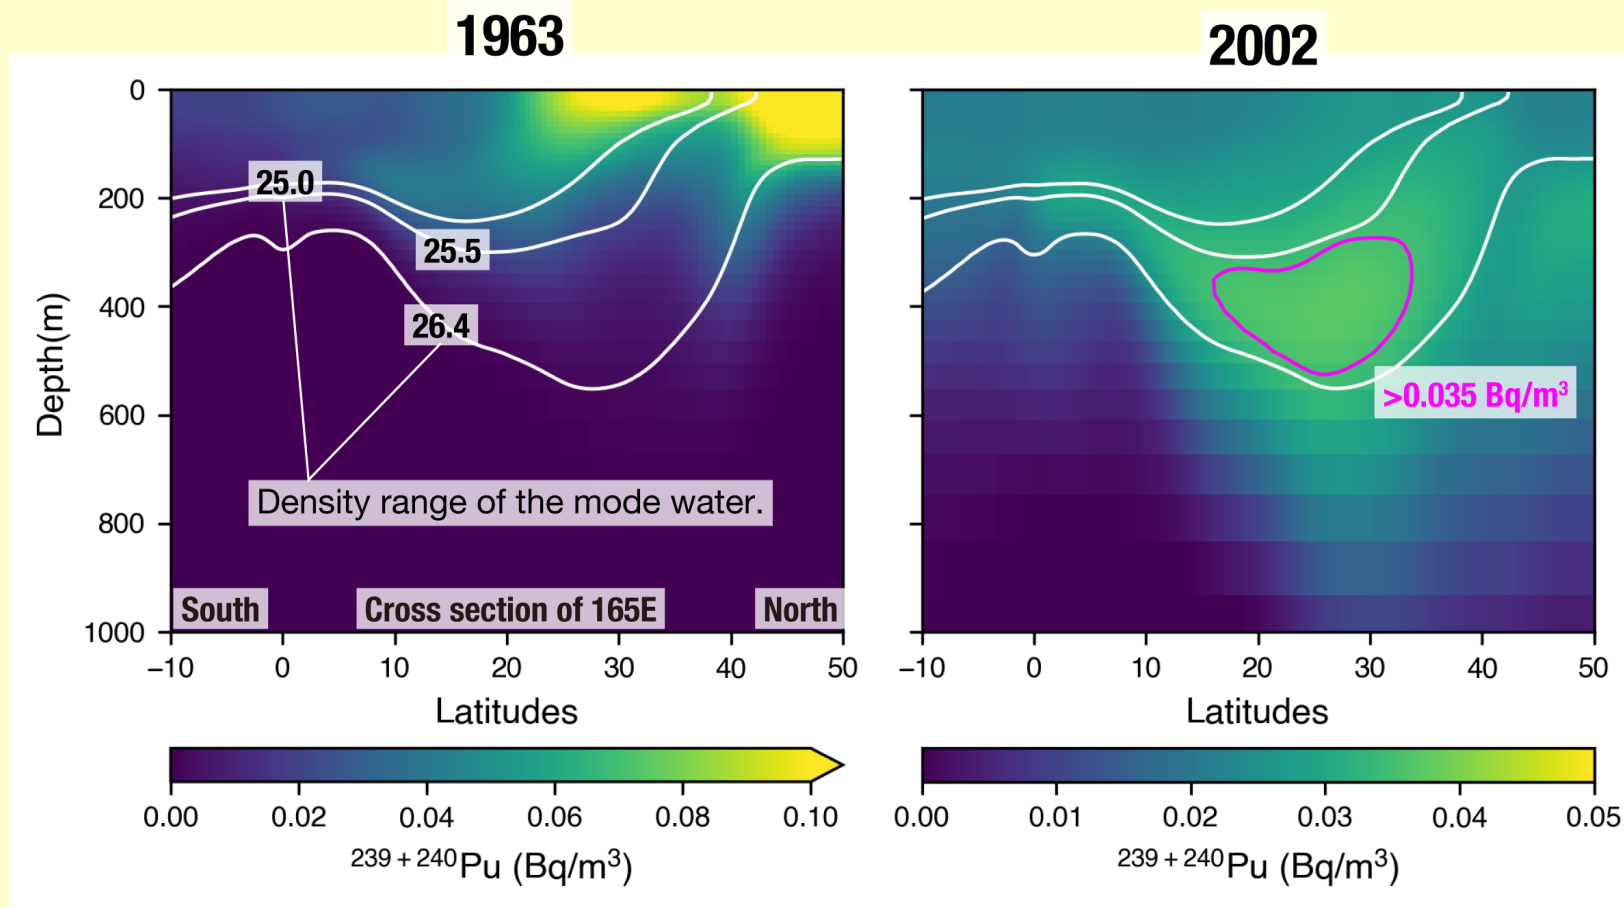 1963
2002
0
200
400
600
800
1000
Depth(m)
25.0
25.5
26.4
Density range of the mode water.
South
Cross section of 165E
North
>0.035 Bq/m³
−10 0 10 20 30 40 50
−10 0 10 20 30 40 50
Latitudes
Latitudes
0.00 0.02 0.04 0.06 0.08 0.10
0.00 0.01 0.02 0.03 0.04 0.05
²³⁹⁺²⁴⁰Pu (Bq/m³)
²³⁹⁺²⁴⁰Pu (Bq/m³)